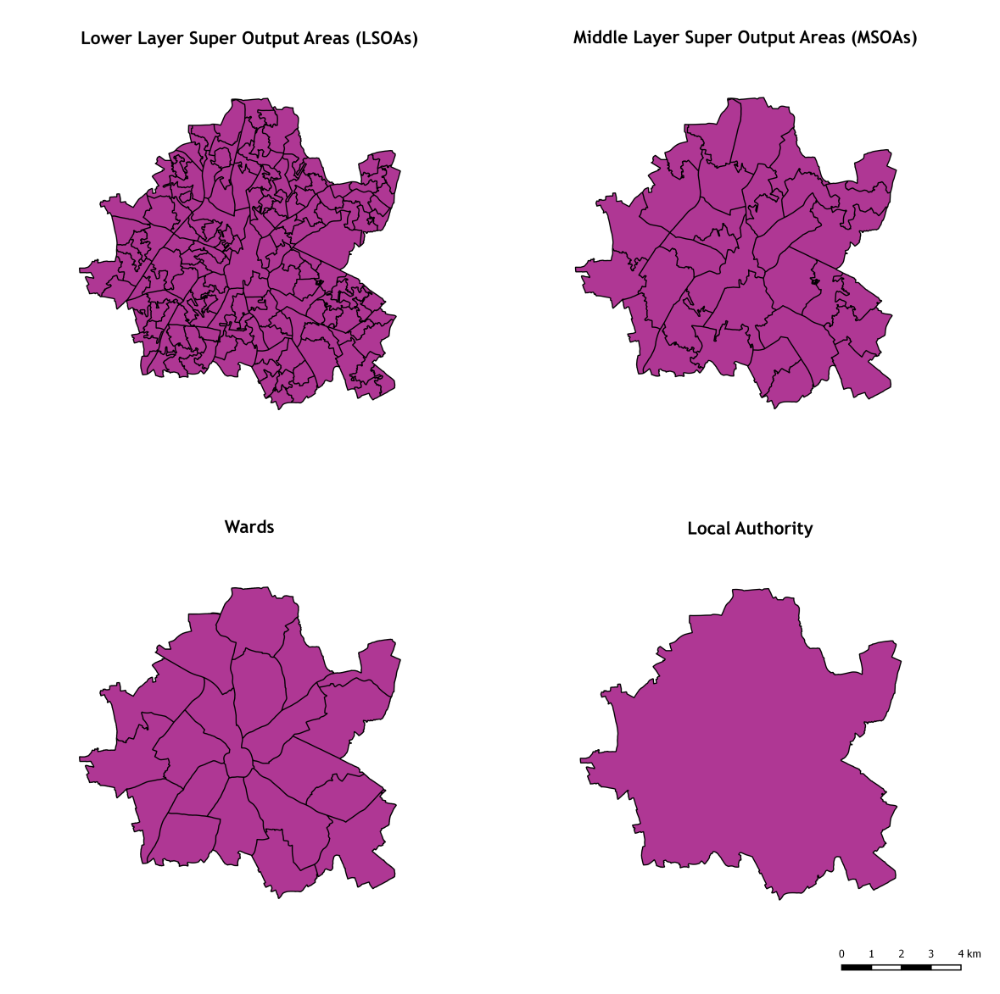 Lower Layer Super Output Areas (LSOAs)
Middle Layer Super Output Areas (MSOAs)
Wards
Local Authority
0 1 2 3 4 km